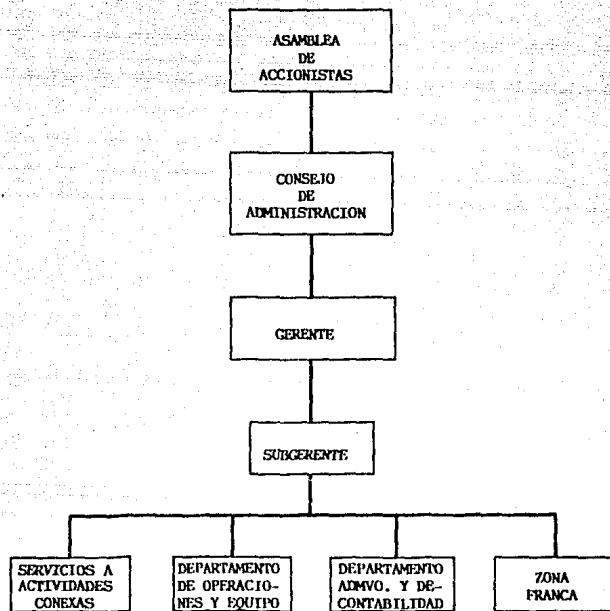 ASAMBLEA
DE
ACCIONISTAS
CONSEJO
DE
ADMINISTRACION
GERENTE
SUBGERENTE
SERVICIOS A
ACTIVIDADES
CONEXAS
DEPARTAMENTO
DE OPERACIO-
NES Y EQUIPO
DEPARTAMENTO
ADMVO. Y DE-
CONTABILIDAD
ZONA
FRANCA